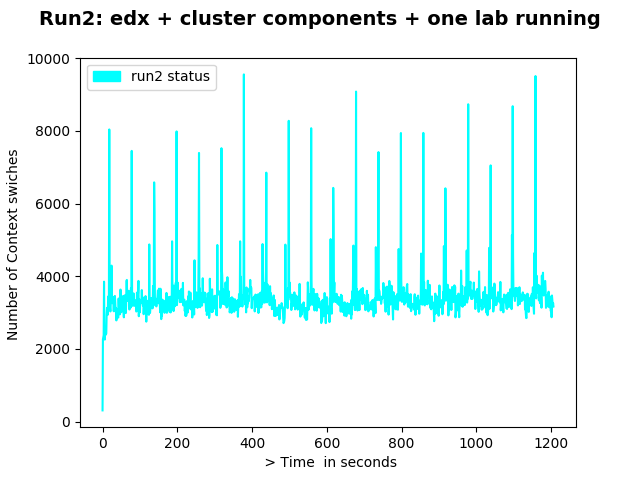 Run2: edx + cluster components + one lab running
10000
run2 status
8000
6000
4000
2000
0
Number of Context swiches
0 200 400 600 800 1000 1200
> Time  in seconds